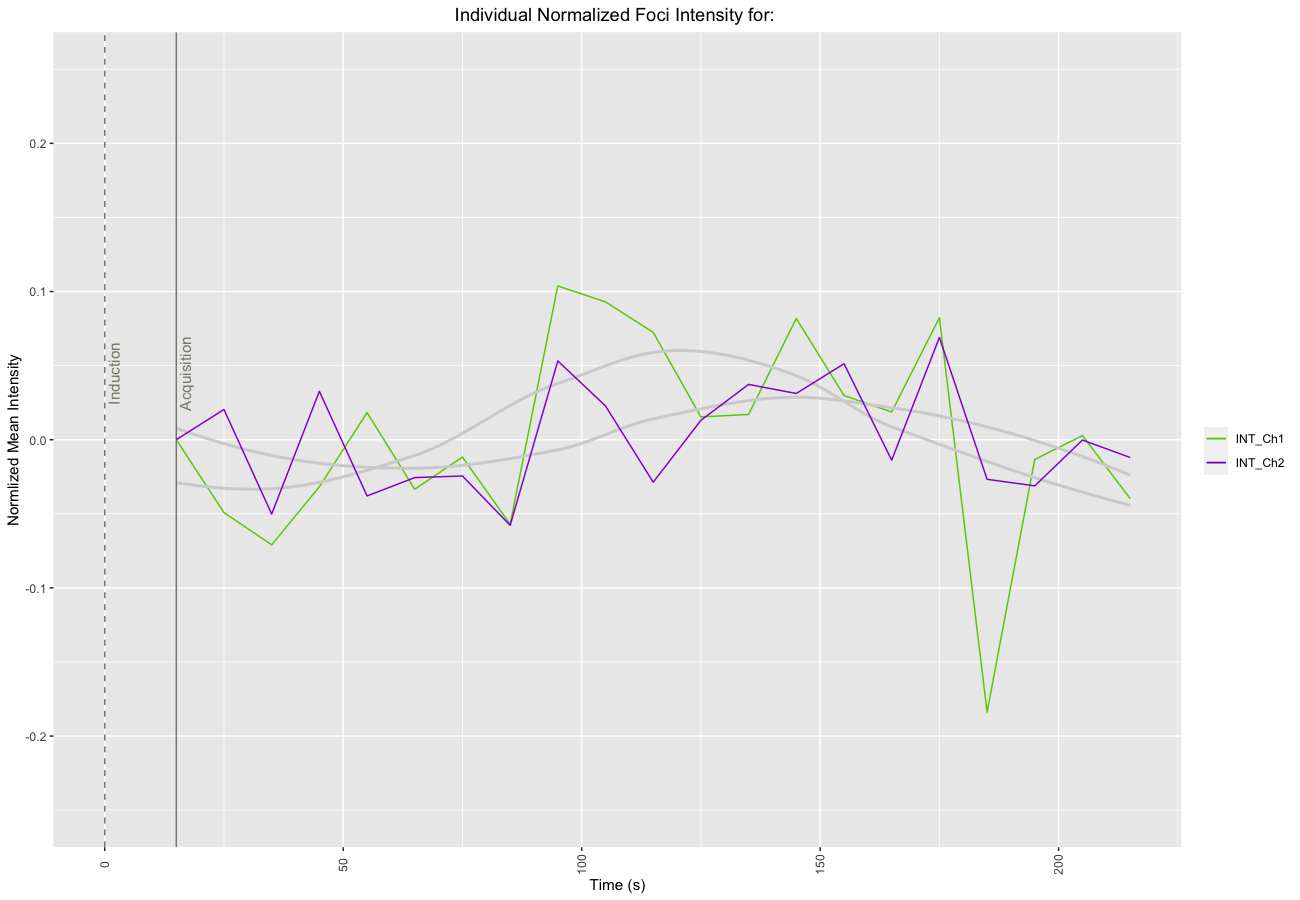 Individual Normalized Foci Intensity for:
Normlized Mean Intensity
0.2
0.1
0.0
-0.1
-0.2
Induction
Acquisition
0
50
100
150
200
Time (s)
INT_Ch1
INT_Ch2